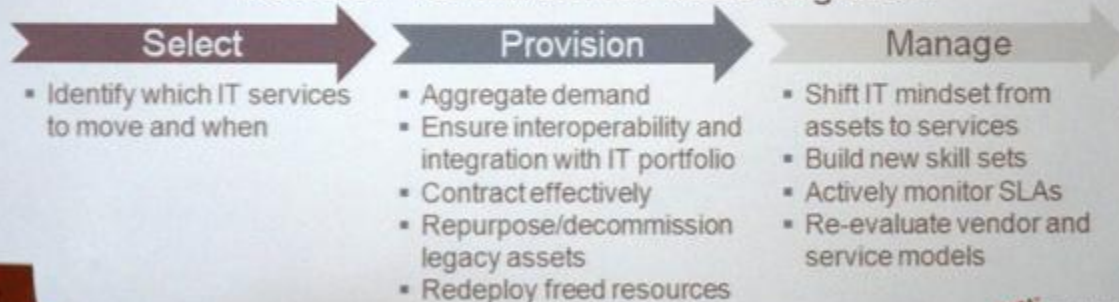 Select
Provision
Manage
▪ Identify which IT services
to move and when
▪ Aggregate demand
▪ Ensure interoperability and
integration with IT portfolio
▪ Contract effectively
▪ Repurpose/decommission
legacy assets
▪ Redeploy freed resources
▪ Shift IT mindset from
assets to services
▪ Build new skill sets
▪ Actively monitor SLAs
▪ Re-evaluate vendor and
service models